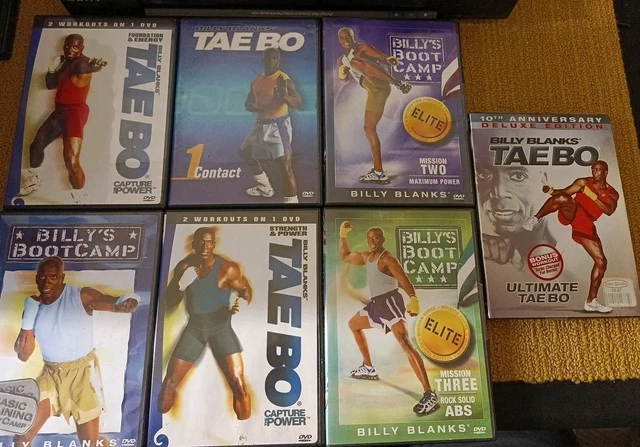 2 WORKOUTS ON 1 DVD
FOUNDATION
& ENERGY
BILLY BLANKS'
TAE BO®
CAPTURE
THE POWER™
DVD
BILLY BLANKS'
TAE BO
1 Contact
DVD
BILLY'S
BOOT
CAMP
ELITE
MISSION
TWO
MAXIMUM POWER
BILLY BLANKS'
DVD
10TH ANNIVERSARY
DELUXE EDITION
BILLY BLANKS'
TAE BO
BONUS
WORKOUT
ULTIMATE
TAE BO
BILLY'S
BOOTCAMP
BASIC
TRAINING
CAMP
BILLY BLANKS'
DVD
2 WORKOUTS ON 1 DVD
STRENGTH
& POWER
BILLY BLANKS'
TAE BO®
CAPTURE
THE POWER™
DVD
BILLY'S
BOOT
CAMP
ELITE
MISSION
THREE
ROCK SOLID
ABS
BILLY BLANKS'
DVD